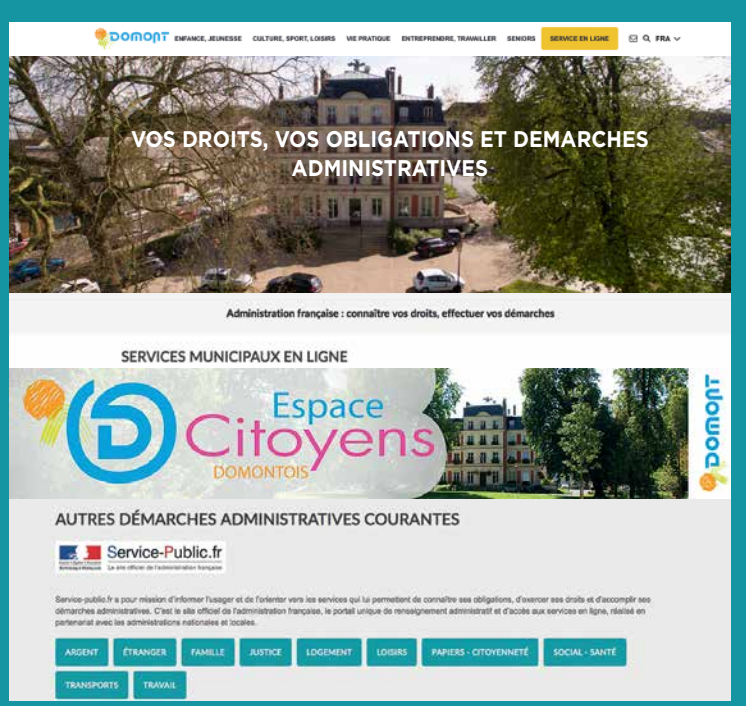 DOMONT ENFANCE, JEUNESSE CULTURE, SPORT, LOISIRS VIE PRATIQUE ENTREPRENDRE, TRAVAILLER SENIORS SERVICE EN LIGNE FRA
VOS DROITS, VOS OBLIGATIONS ET DEMARCHES
ADMINISTRATIVES
Administration française : connaître vos droits, effectuer vos démarches
SERVICES MUNICIPAUX EN LIGNE
Espace
Citoyens
DOMONTOIS
DOMONT
AUTRES DÉMARCHES ADMINISTRATIVES COURANTES
Service-Public.fr
Le site officiel de l'administration française
Service-public.fr a pour mission d'informer l'usager et de l'orienter vers les services qui lui permettent de connaître ses obligations, d'exercer ses droits et d'accomplir ses
démarches administratives. C'est le site officiel de l'administration française, le portail unique de renseignement administratif et d'accès aux services en ligne, réalisé en
partenariat avec les administrations nationales et locales.
ARGENT ÉTRANGER FAMILLE JUSTICE LOGEMENT LOISIRS PAPIERS - CITOYENNETÉ SOCIAL - SANTÉ
TRANSPORTS TRAVAIL